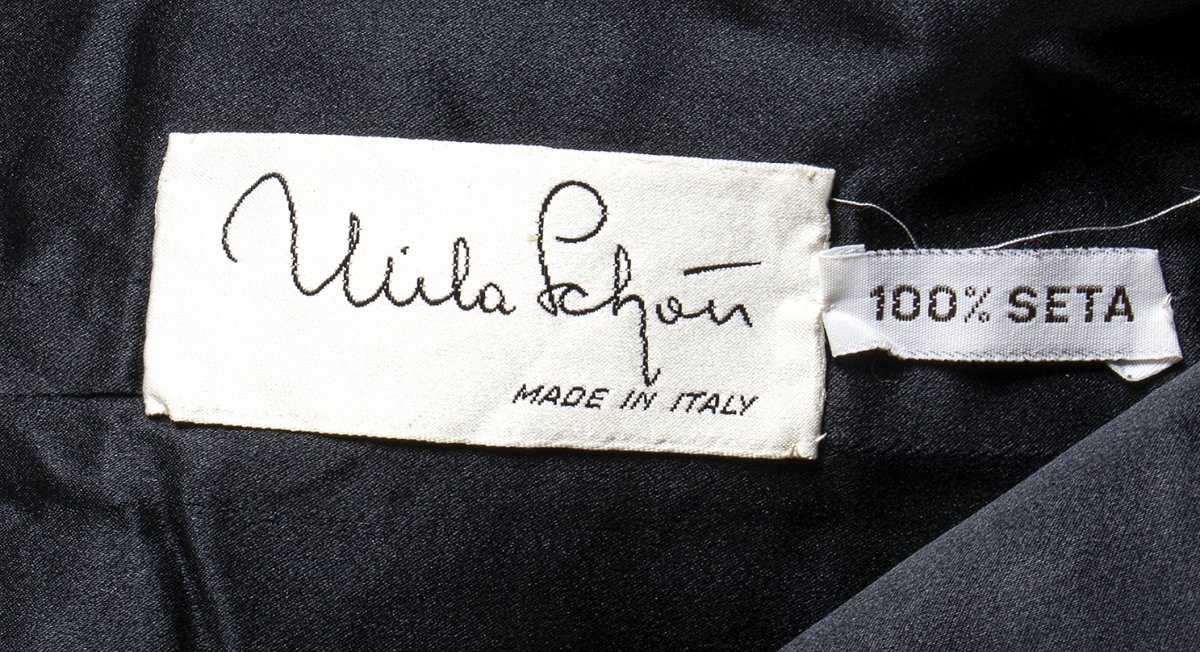 Mila Schön
MADE IN ITALY
100% SETA